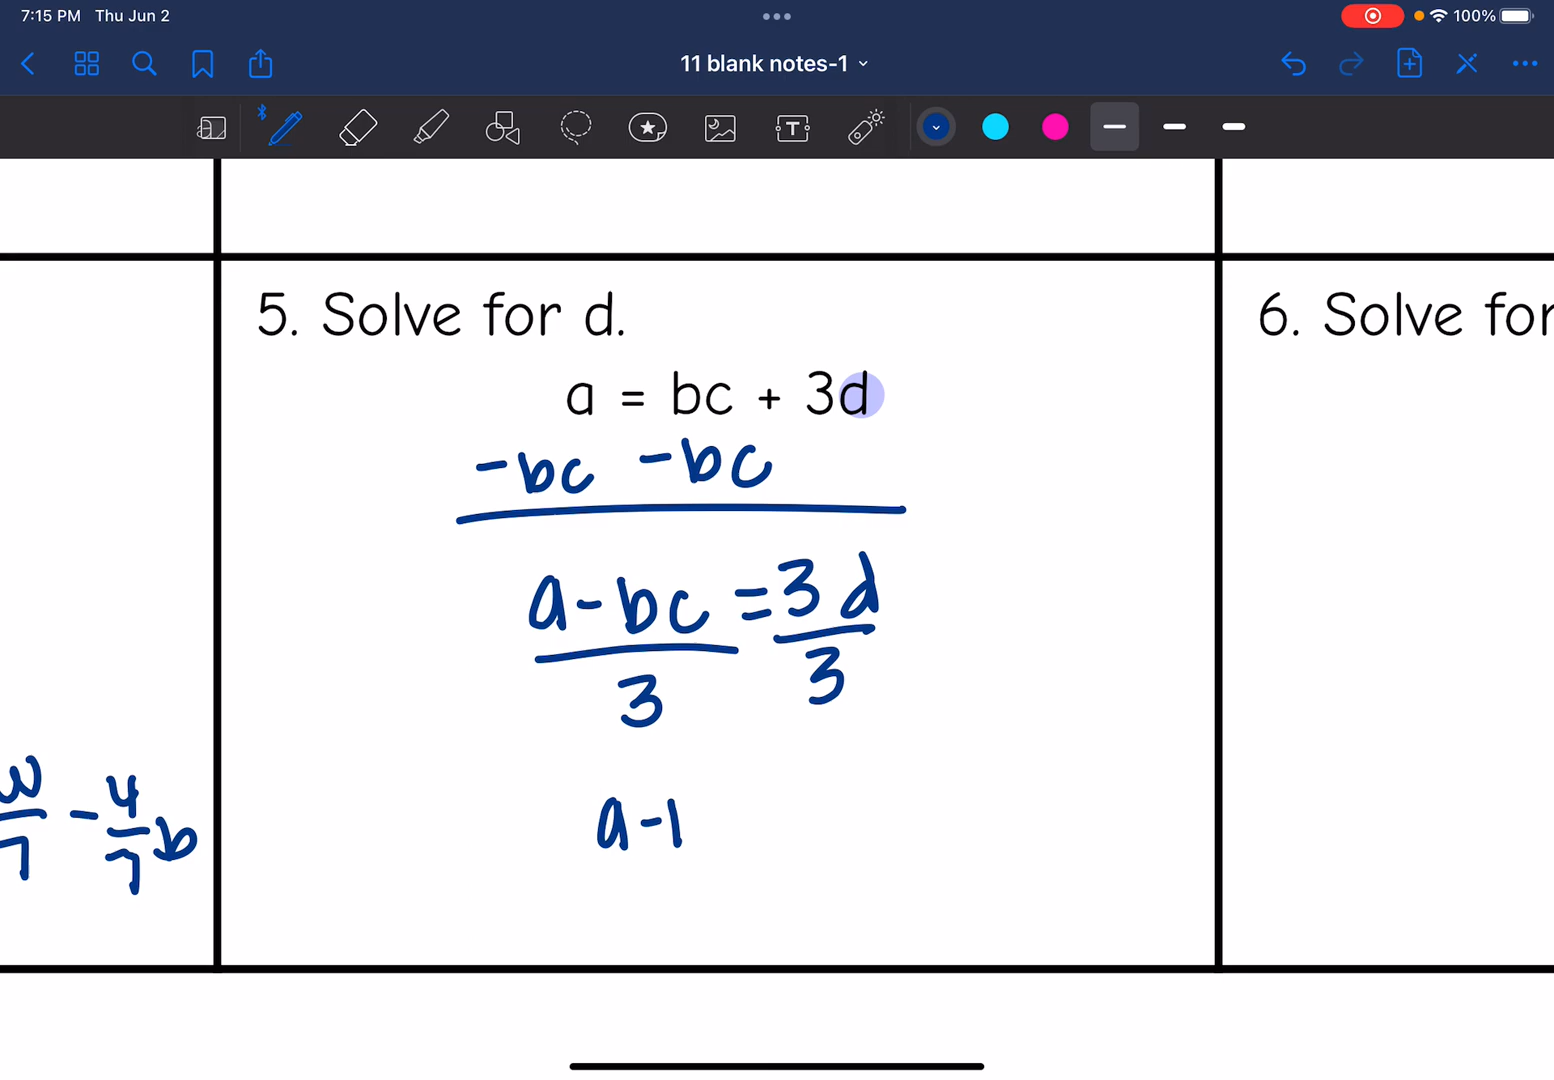 7:15 PM Thu Jun 2
100%
11 blank notes-1
T
5. Solve for d.
6. Solve for
a = bc + 3d
-bc -bc
a - bc = 3d
3 3
w/7 - 4/7 b
a - 1